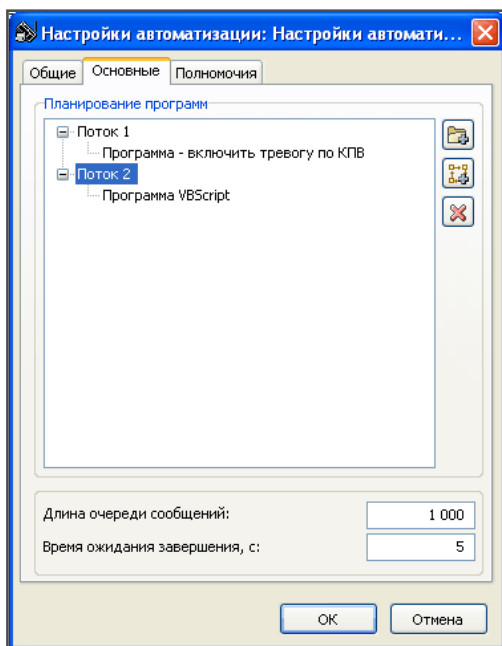 Настройки автоматизации: Настройки автомати...
Общие
Основные
Полномочия
Планирование программ
Поток 1
Программа - включить тревогу по КПВ
Поток 2
Программа VBScript
Длина очереди сообщений:
1 000
Время ожидания завершения, с:
5
ОК
Отмена